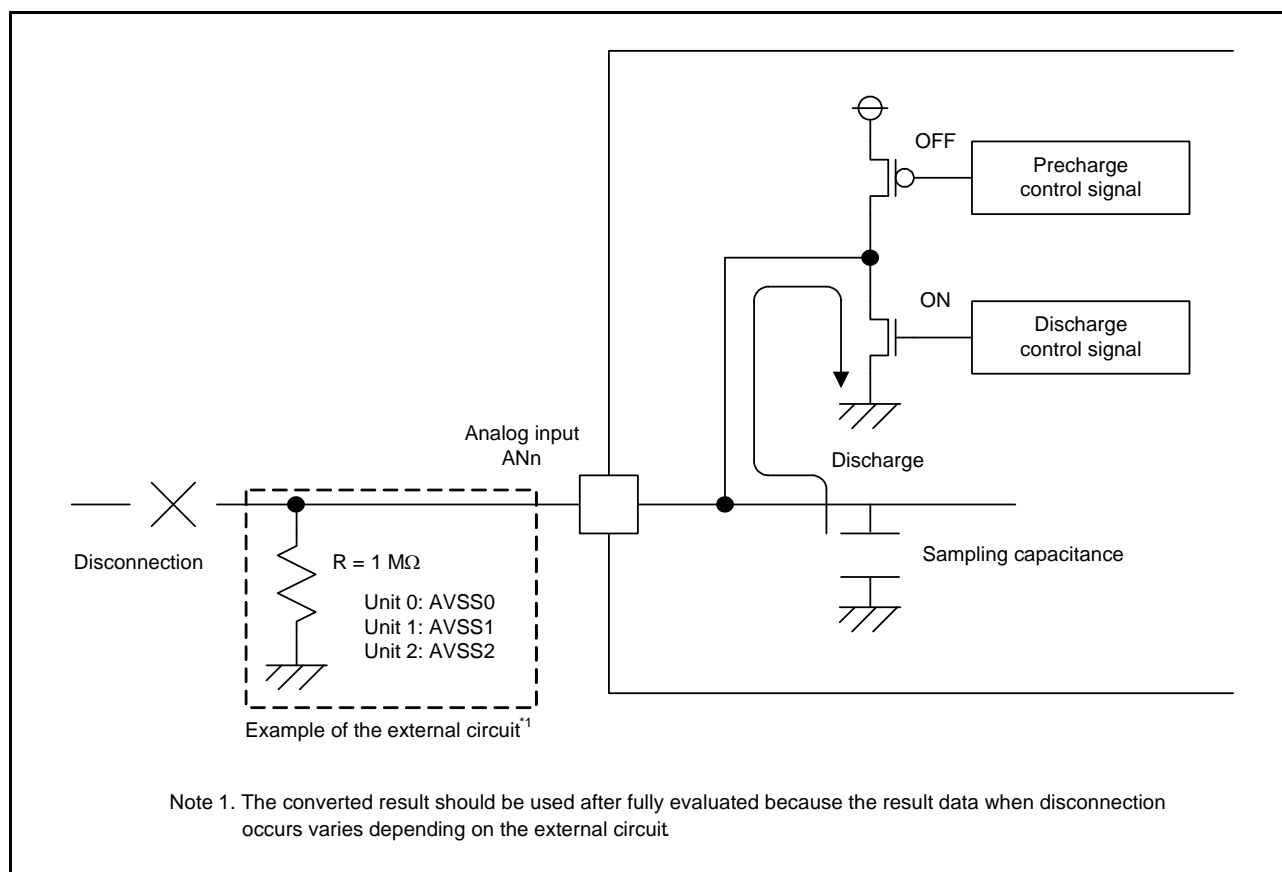 OFF
Precharge
control signal
ON
Discharge
control signal
Analog input
ANn
Discharge
Disconnection
R = 1 MΩ
Sampling capacitance
Unit 0: AVSS0
Unit 1: AVSS1
Unit 2: AVSS2
Example of the external circuit*1
Note 1. The converted result should be used after fully evaluated because the result data when disconnection
occurs varies depending on the external circuit.